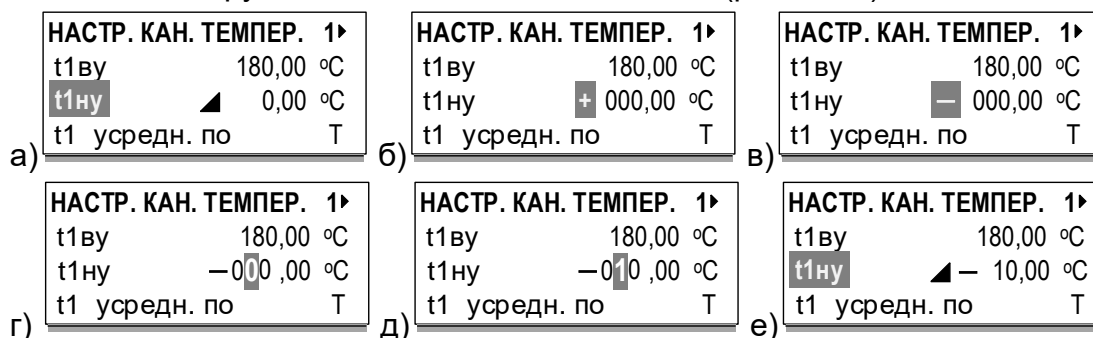 НАСТР. КАН. ТЕМПЕР. 1▶
t1ву 180,00 ºC
t1ну ◢ 0,00 ºC
t1 усредн. по T
а)
НАСТР. КАН. ТЕМПЕР. 1▶
t1ву 180,00 ºC
t1ну + 000,00 ºC
t1 усредн. по T
б)
НАСТР. КАН. ТЕМПЕР. 1▶
t1ву 180,00 ºC
t1ну — 000,00 ºC
t1 усредн. по T
в)
НАСТР. КАН. ТЕМПЕР. 1▶
t1ву 180,00 ºC
t1ну —000 ,00 ºC
t1 усредн. по T
г)
НАСТР. КАН. ТЕМПЕР. 1▶
t1ву 180,00 ºC
t1ну —010 ,00 ºC
t1 усредн. по T
д)
НАСТР. КАН. ТЕМПЕР. 1▶
t1ву 180,00 ºC
t1ну ◢ — 10,00 ºC
t1 усредн. по T
е)